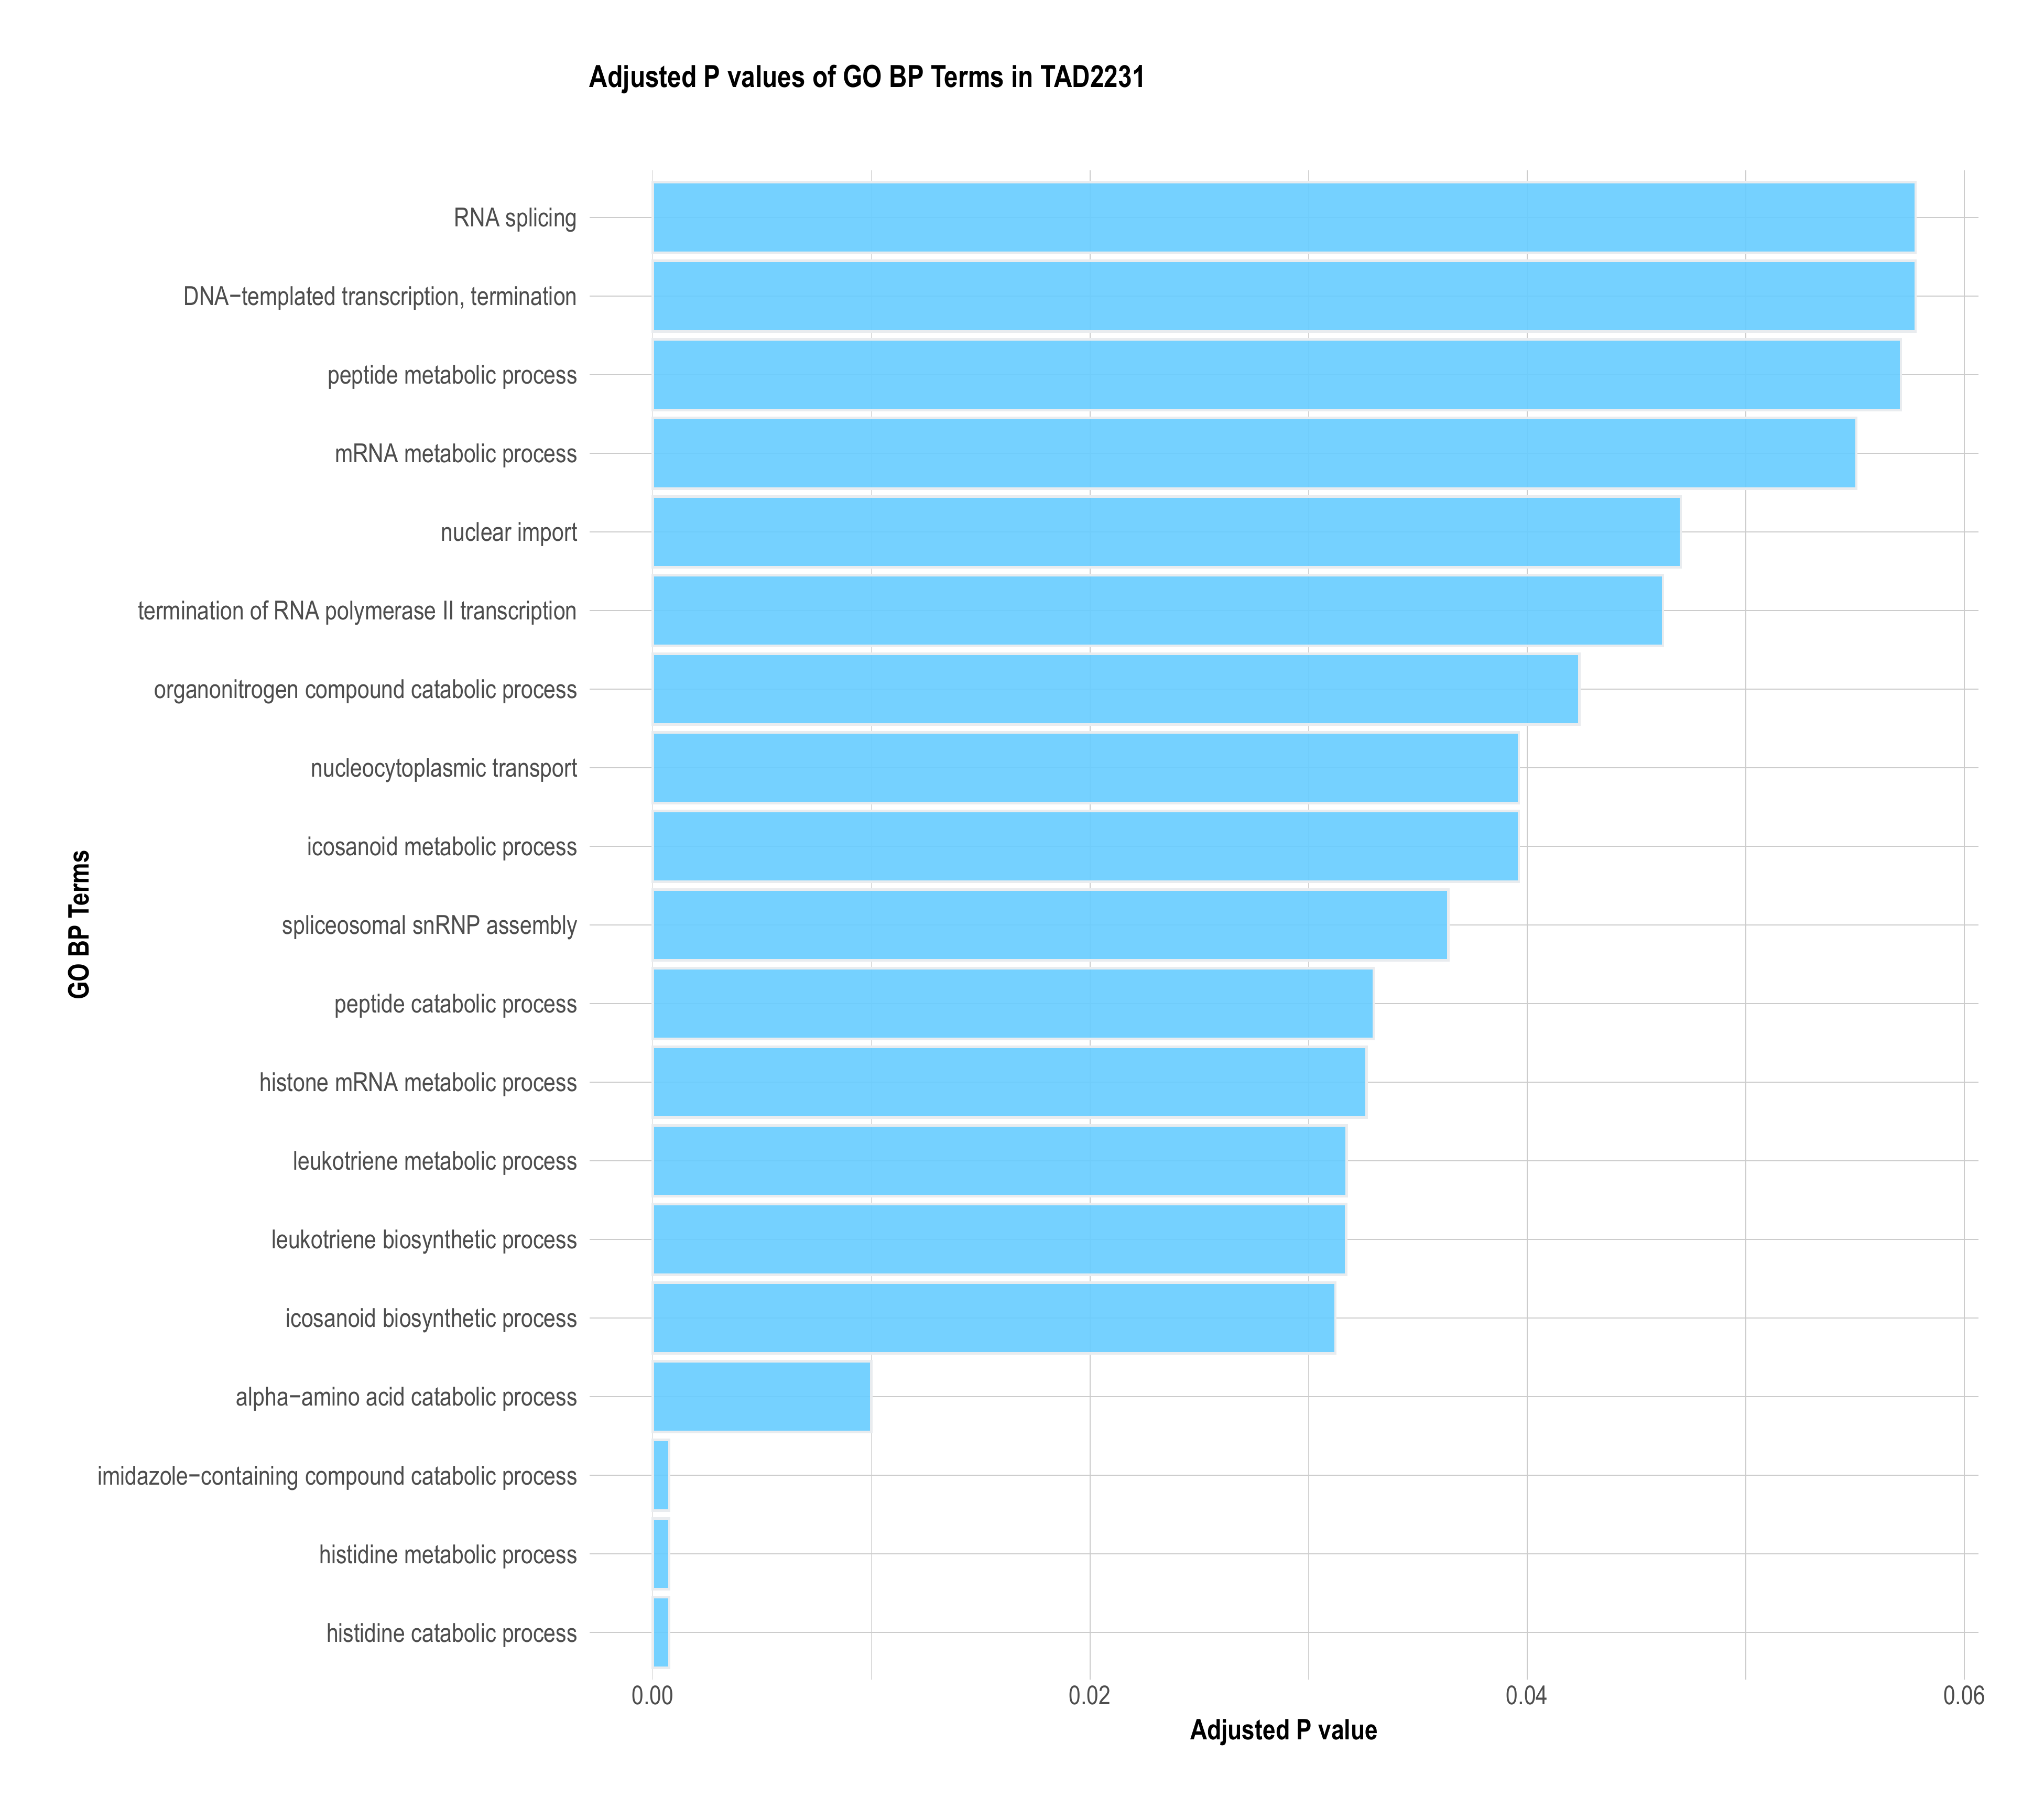 Adjusted P values of GO BP Terms in TAD2231
RNA splicing
DNA−templated transcription, termination
peptide metabolic process
mRNA metabolic process
nuclear import
termination of RNA polymerase II transcription
organonitrogen compound catabolic process
nucleocytoplasmic transport
icosanoid metabolic process
spliceosomal snRNP assembly
peptide catabolic process
histone mRNA metabolic process
leukotriene metabolic process
leukotriene biosynthetic process
icosanoid biosynthetic process
alpha−amino acid catabolic process
imidazole−containing compound catabolic process
histidine metabolic process
histidine catabolic process
GO BP Terms
0.00 0.02 0.04 0.06
Adjusted P value